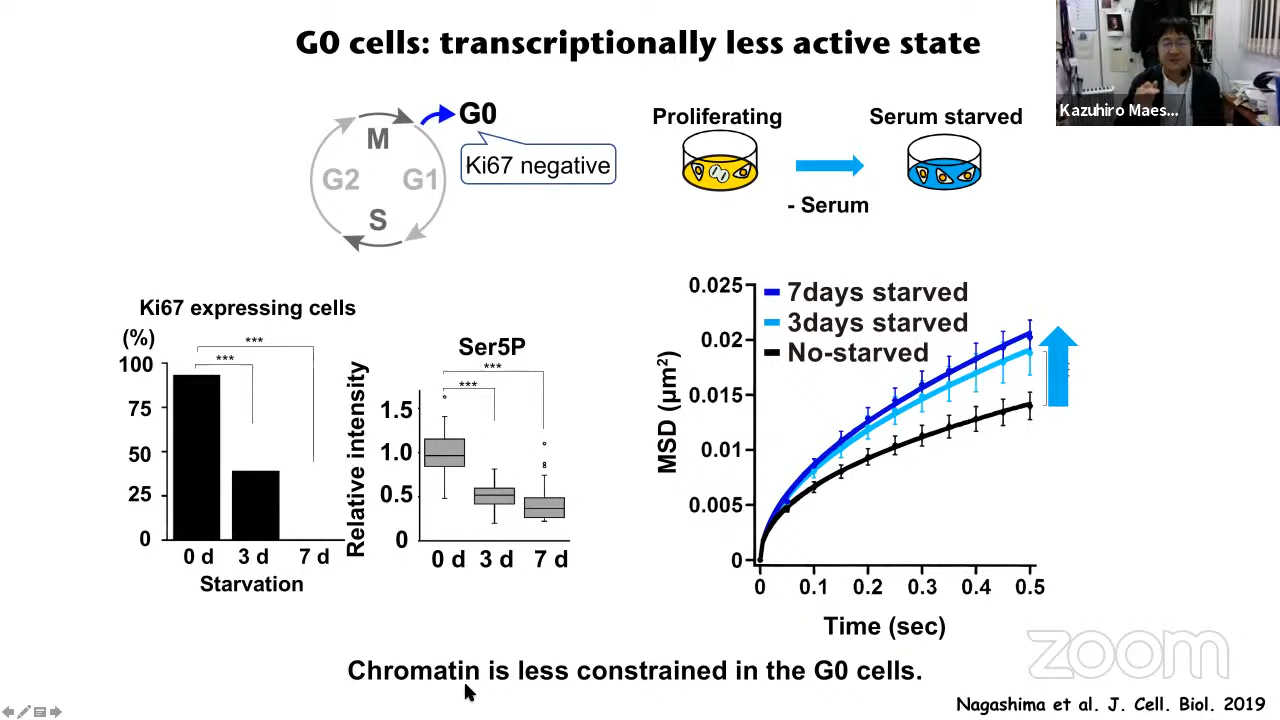 G0 cells: transcriptionally less active state
Kazuhiro Maes...
G0
M
G2
G1
S
Ki67 negative
Proliferating
Serum starved
- Serum
Ki67 expressing cells
(%)
100
75
50
25
0
***
***
0 d
3 d
7 d
Starvation
Ser5P
Relative intensity
1.5
1.0
0.5
0
***
***
0 d
3 d
7 d
MSD (μm²)
0.025
0.02
0.015
0.01
0.005
0
7days starved
3days starved
No-starved
0
0.1
0.2
0.3
0.4
0.5
Time (sec)
zoom
Chromatin is less constrained in the G0 cells.
Nagashima et al. J. Cell. Biol. 2019